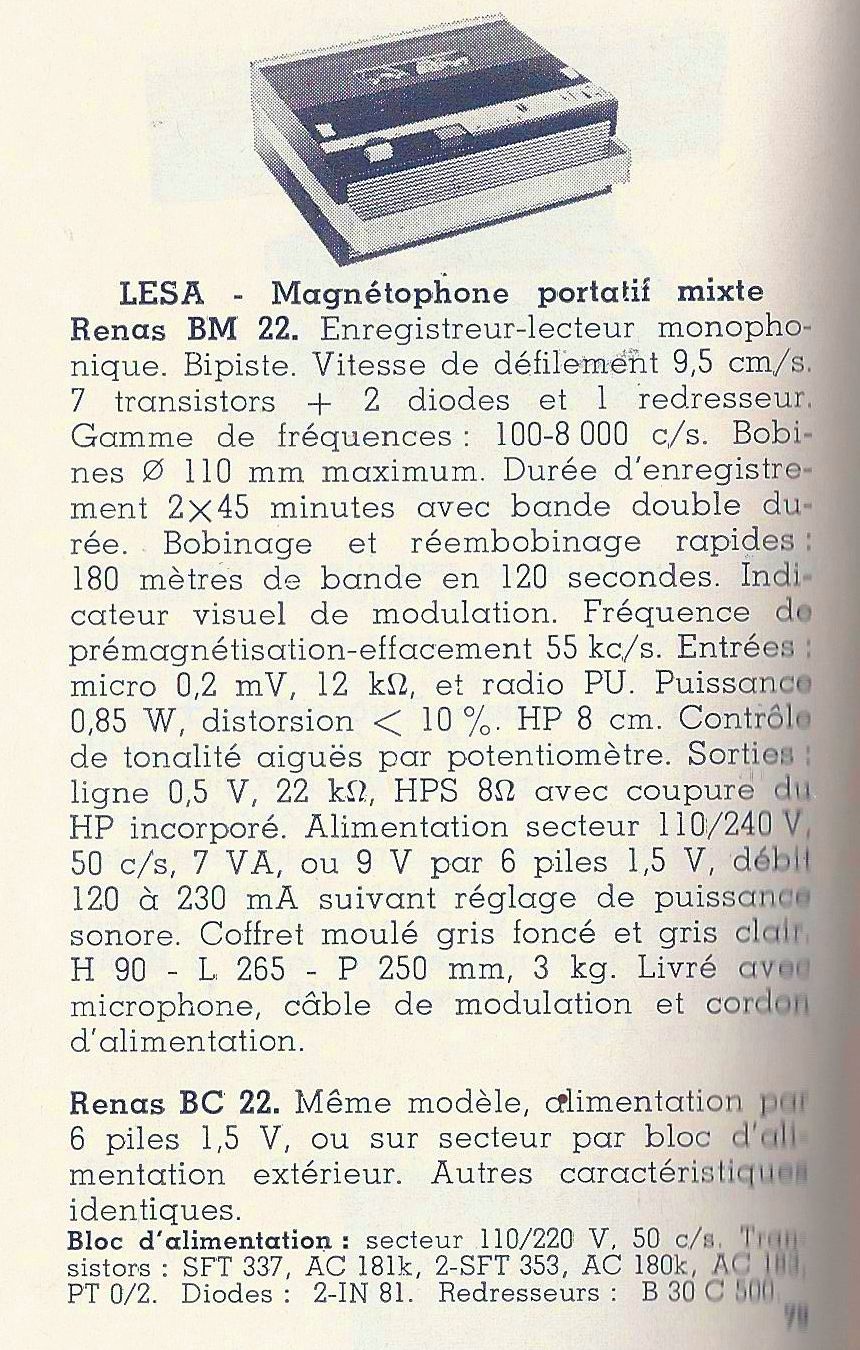 LESA - Magnétophone portatif mixte
Renas BM 22. Enregistreur-lecteur monopho-
nique. Bipiste. Vitesse de défilement 9,5 cm/s.
7 transistors + 2 diodes et 1 redresseur.
Gamme de fréquences : 100-8 000 c/s. Bobi-
nes Ø 110 mm maximum. Durée d'enregistre-
ment 2×45 minutes avec bande double du-
rée. Bobinage et réembobinage rapides :
180 mètres de bande en 120 secondes. Indi-
cateur visuel de modulation. Fréquence de
prémagnétisation-effacement 55 kc/s. Entrées :
micro 0,2 mV, 12 kΩ, et radio PU. Puissance
0,85 W, distorsion < 10 %. HP 8 cm. Contrôle
de tonalité aiguës par potentiomètre. Sorties :
ligne 0,5 V, 22 kΩ, HPS 8Ω avec coupure du
HP incorporé. Alimentation secteur 110/240 V,
50 c/s, 7 VA, ou 9 V par 6 piles 1,5 V, débit
120 à 230 mA suivant réglage de puissance
sonore. Coffret moulé gris foncé et gris clair.
H 90 - L 265 - P 250 mm, 3 kg. Livré avec
microphone, câble de modulation et cordon
d'alimentation.
Renas BC 22. Même modèle, alimentation par
6 piles 1,5 V, ou sur secteur par bloc d'ali-
mentation extérieur. Autres caractéristiques
identiques.
Bloc d'alimentation : secteur 110/220 V, 50 c/s. Tran-
sistors : SFT 337, AC 181k, 2-SFT 353, AC 180k, AC
PT 0/2. Diodes : 2-IN 81. Redresseurs : B 30 C 500.